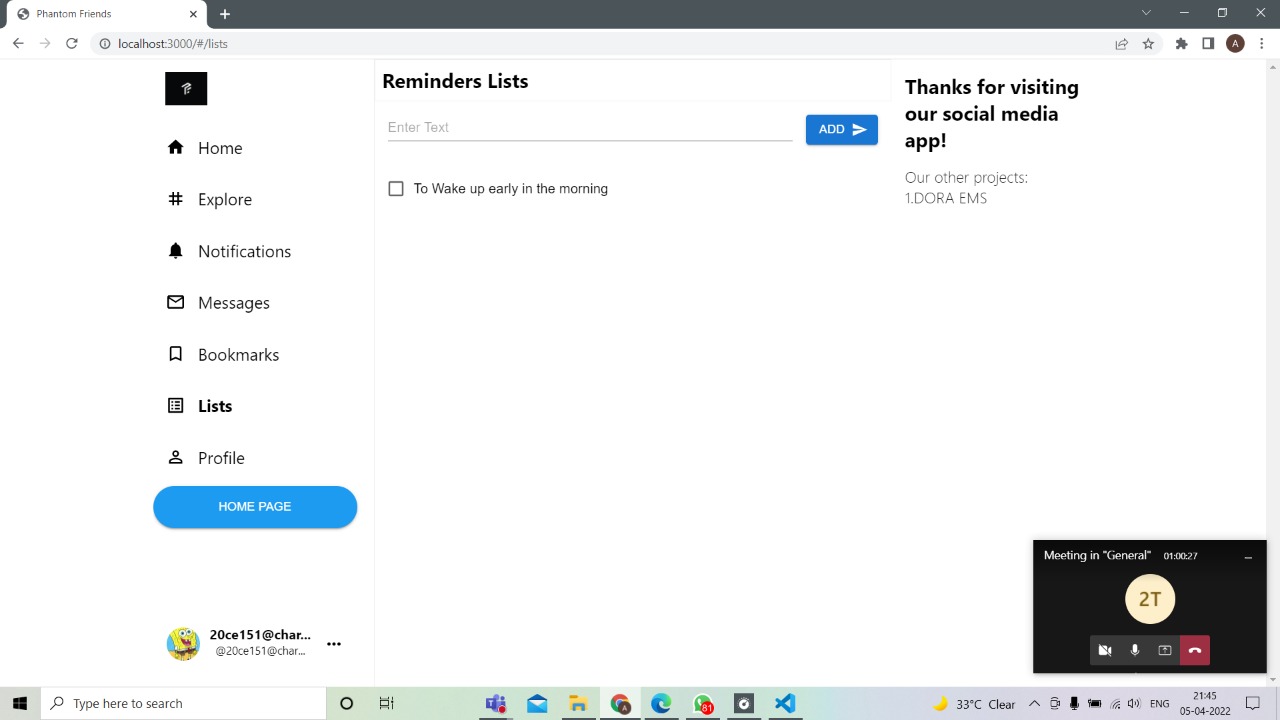 Phantom Friends
localhost:3000/#/lists
A
Home
Explore
Notifications
Messages
Bookmarks
Lists
Profile
HOME PAGE
20ce151@char...
@20ce151@char...
Reminders Lists
Enter Text
ADD
To Wake up early in the morning
Thanks for visiting
our social media
app!
Our other projects:
1.DORA EMS
Meeting in "General" 01:00:27
2T
Type here to search
A
81
33°C Clear
ENG
21:45
05-04-2022